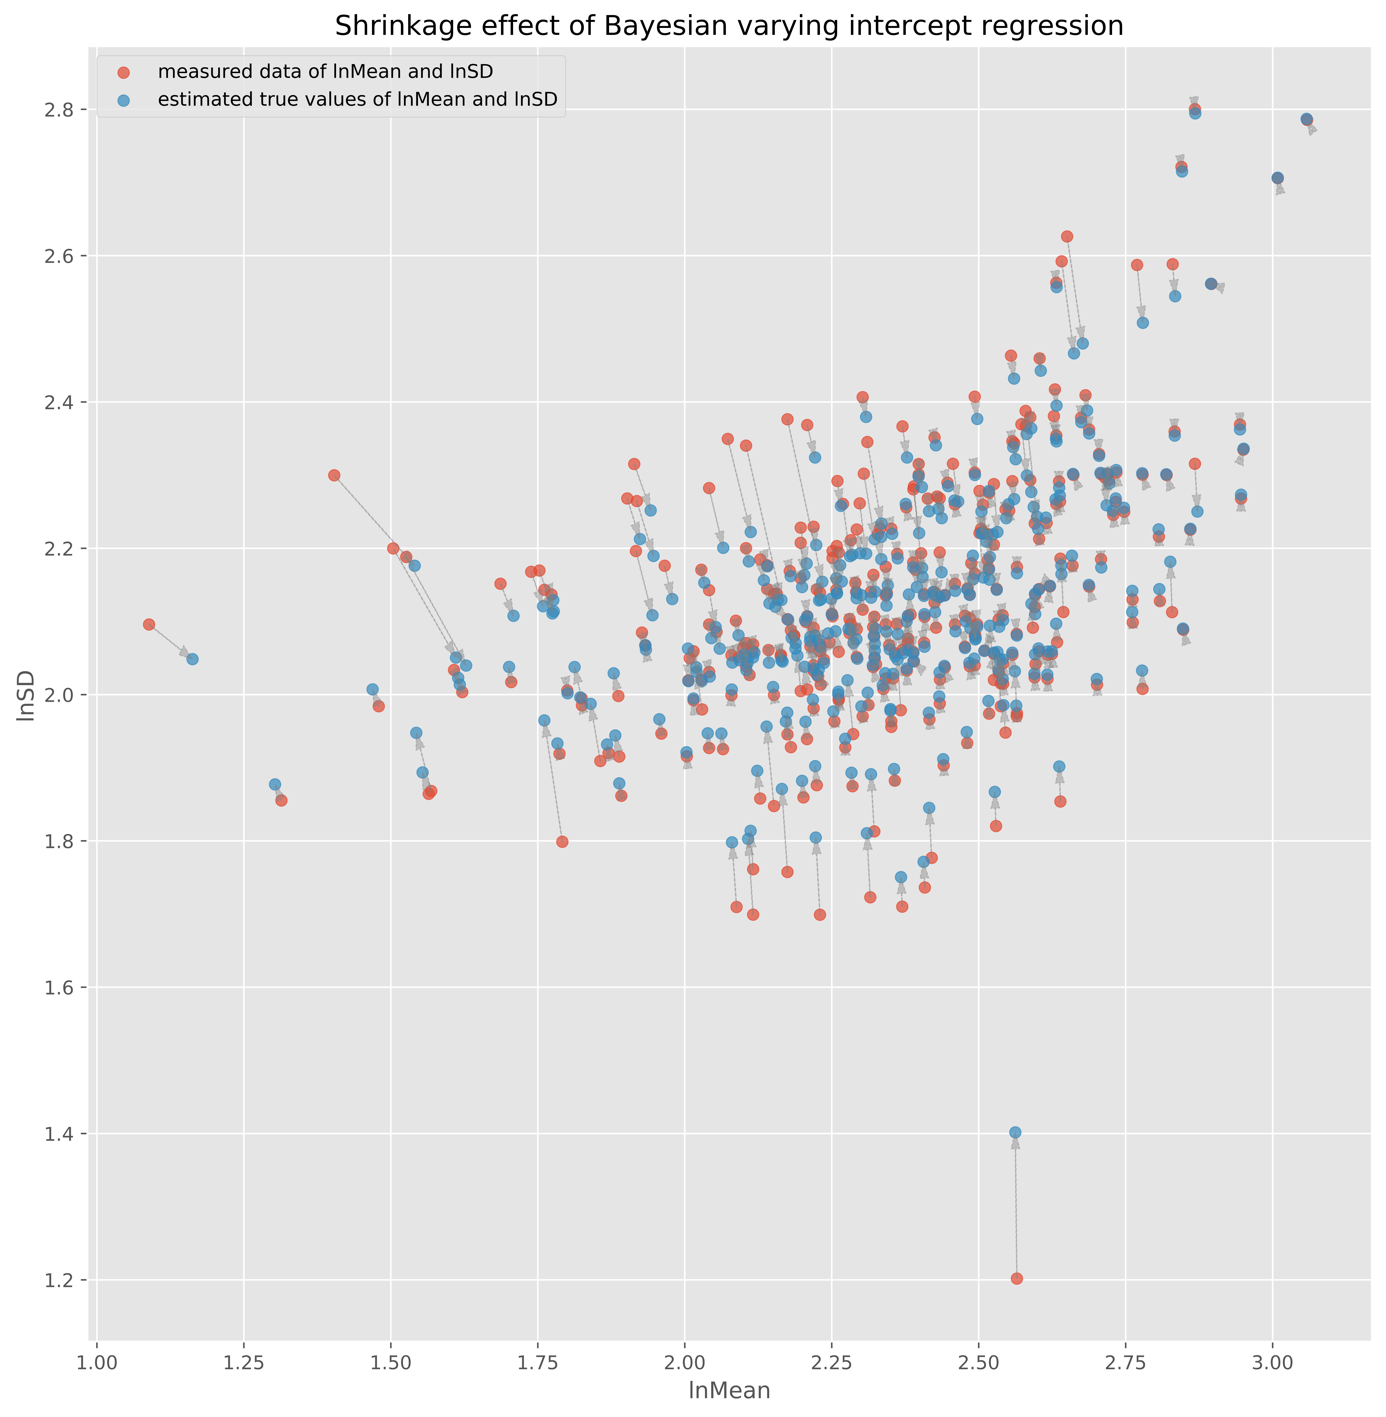 Shrinkage effect of Bayesian varying intercept regression
measured data of lnMean and lnSD
estimated true values of lnMean and lnSD
2.8
2.6
2.4
2.2
2.0
1.8
1.6
1.4
1.2
lnSD
1.00 1.25 1.50 1.75 2.00 2.25 2.50 2.75 3.00
lnMean